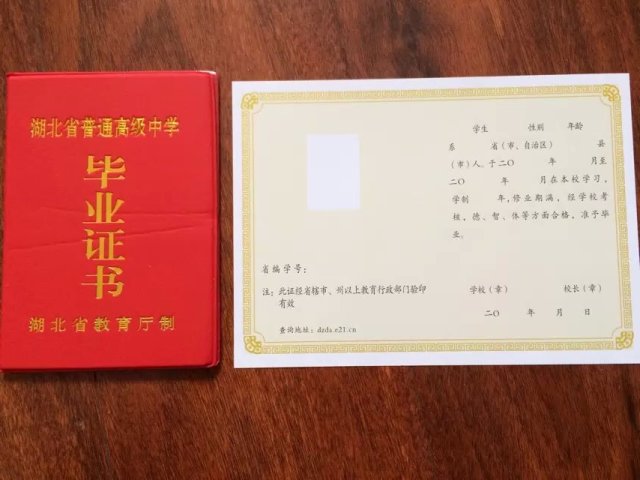 湖北省普通高级中学
毕业证书
湖北省教育厅制
学生 性别 年龄
系 省（市、自治区） 县
（市）人。于二〇 年 月至
二〇 年 月在本校学习，
学制 年，修业期满，经学校考
核，德、智、体等方面合格，准予毕
业。
省编学号：
注：此证经省辖市、州以上教育行政部门验印
有效
学校（章） 校长（章）
二〇 年 月 日
查询地址：dzda.e21.cn